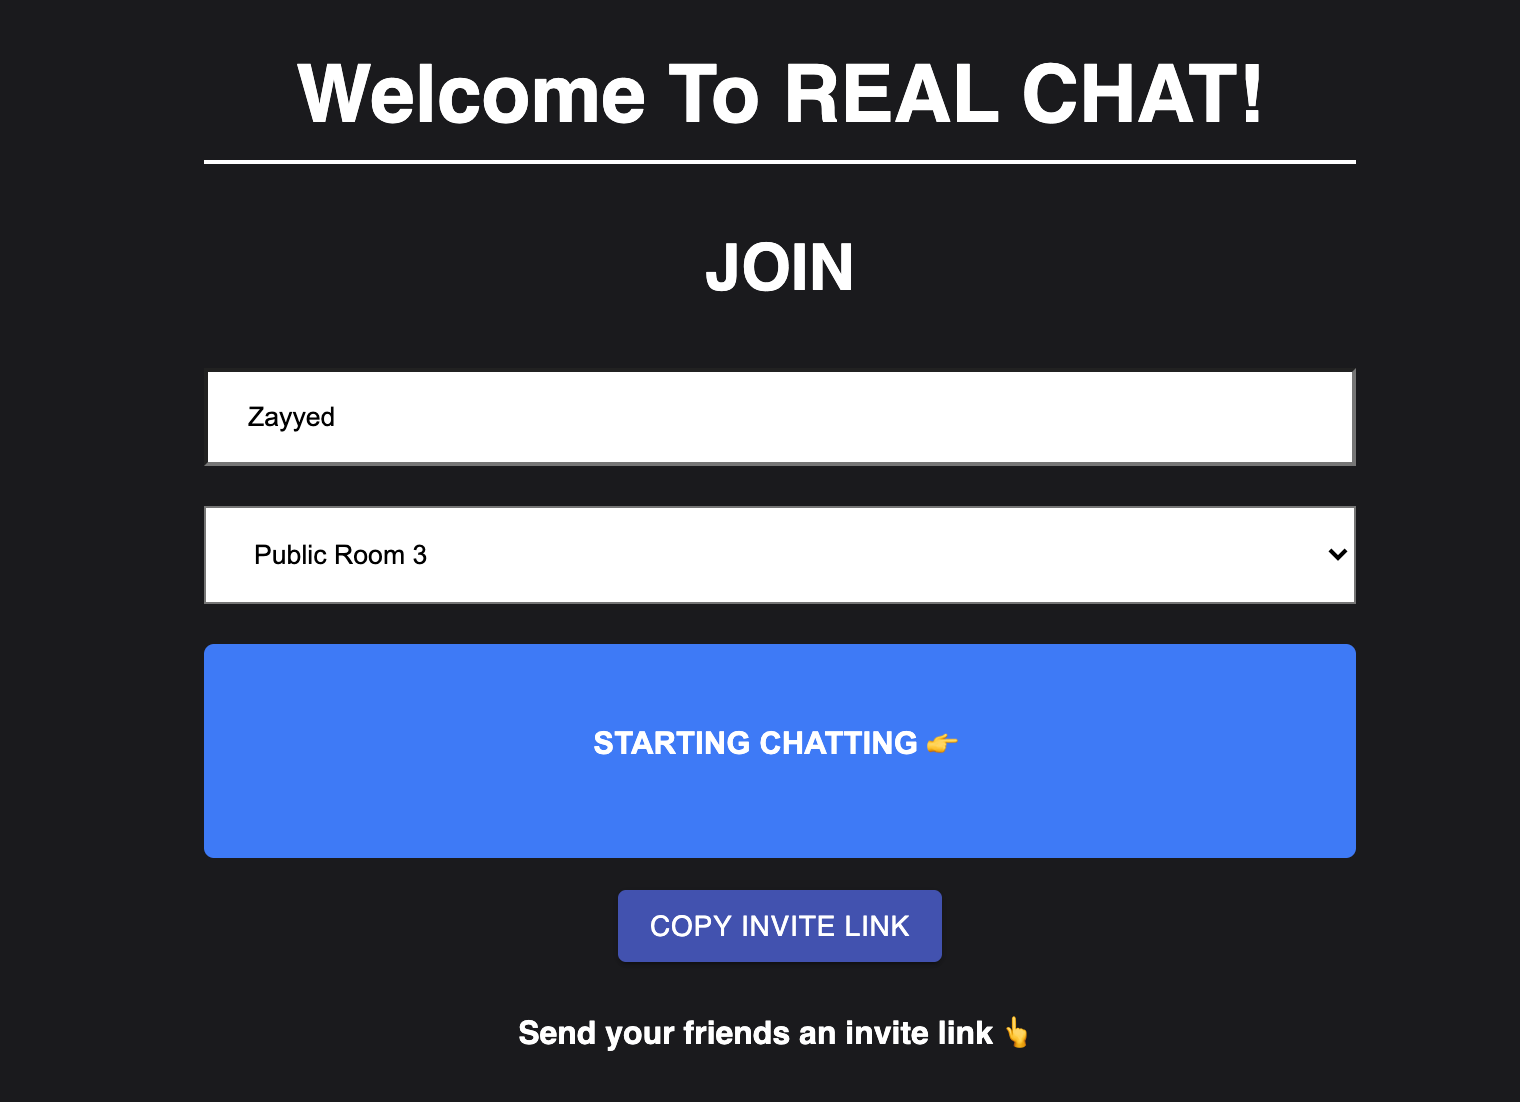 Welcome To REAL CHAT!
JOIN
Zayyed
Public Room 3
STARTING CHATTING 👉
COPY INVITE LINK
Send your friends an invite link 👆